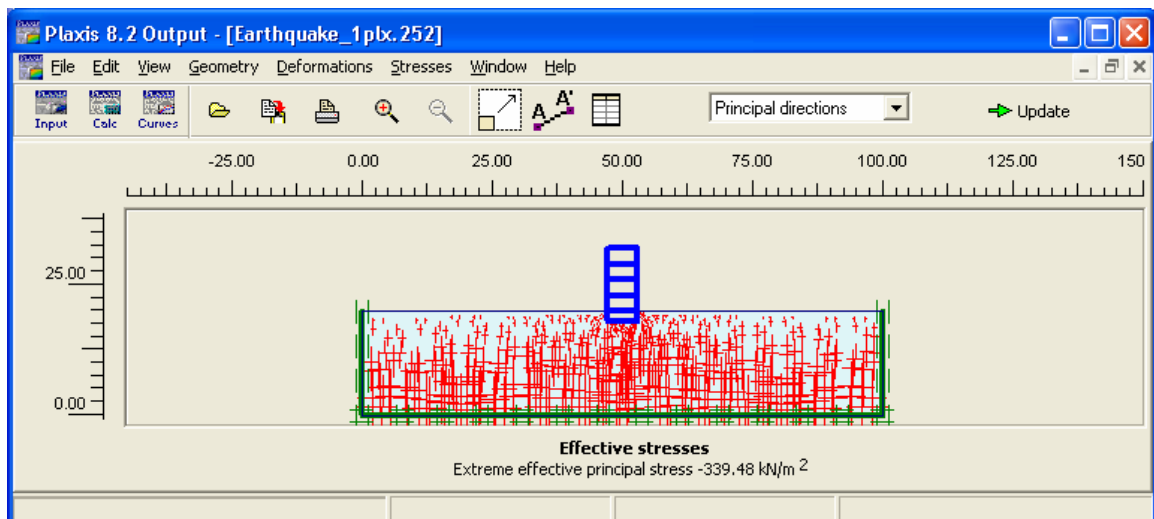 Plaxis 8.2 Output - [Earthquake_1plx.252]
File Edit View Geometry Deformations Stresses Window Help
Input Calc Curves A A' Principal directions Update
-25.00 0.00 25.00 50.00 75.00 100.00 125.00 150
25.00
0.00
Effective stresses
Extreme effective principal stress -339.48 kN/m 2